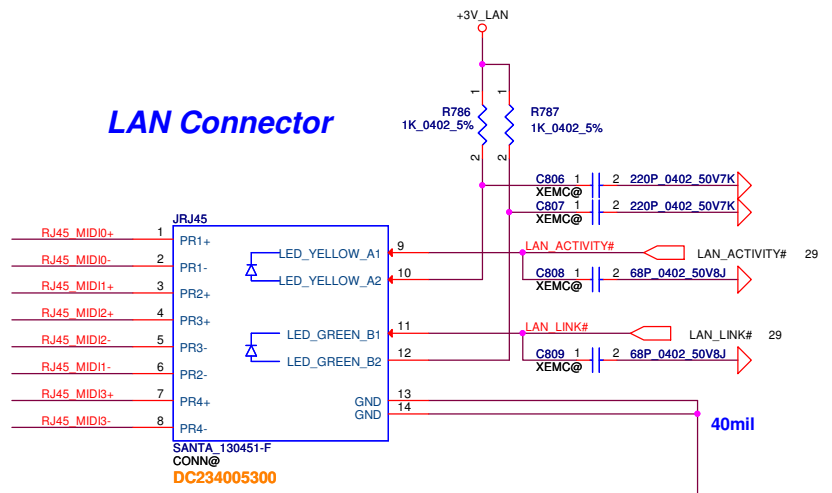 +3V_LAN
LAN Connector
1
1
R786
1K_0402_5%
R787
1K_0402_5%
2
2
C806 1 2 220P_0402_50V7K
XEMC@
C807 1 2 220P_0402_50V7K
XEMC@
JRJ45
RJ45_MIDI0+ 1 PR1+
RJ45_MIDI0- 2 PR1-
RJ45_MIDI1+ 3 PR2+
RJ45_MIDI2+ 4 PR3+
RJ45_MIDI2- 5 PR3-
RJ45_MIDI1- 6 PR2-
RJ45_MIDI3+ 7 PR4+
RJ45_MIDI3- 8 PR4-
LED_YELLOW_A1 9 LAN_ACTIVITY# LAN_ACTIVITY# 29
LED_YELLOW_A2 10
C808 1 2 68P_0402_50V8J
XEMC@
LED_GREEN_B1 11 LAN_LINK# LAN_LINK# 29
LED_GREEN_B2 12
C809 1 2 68P_0402_50V8J
XEMC@
GND 13
GND 14
40mil
SANTA_130451-F
CONN@
DC234005300